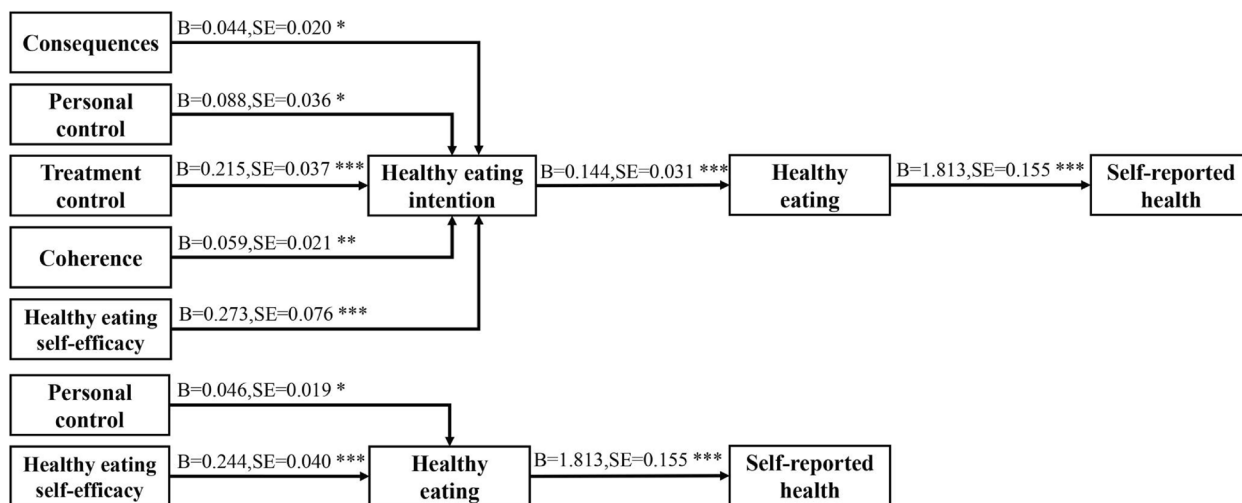 Consequences
B=0.044,SE=0.020 *
Personal
control
B=0.088,SE=0.036 *
Treatment
control
B=0.215,SE=0.037 ***
Healthy eating
intention
B=0.144,SE=0.031 ***
Healthy
eating
B=1.813,SE=0.155 ***
Self-reported
health
Coherence
B=0.059,SE=0.021 **
Healthy eating
self-efficacy
B=0.273,SE=0.076 ***
Personal
control
B=0.046,SE=0.019 *
Healthy eating
self-efficacy
B=0.244,SE=0.040 ***
Healthy
eating
B=1.813,SE=0.155 ***
Self-reported
health